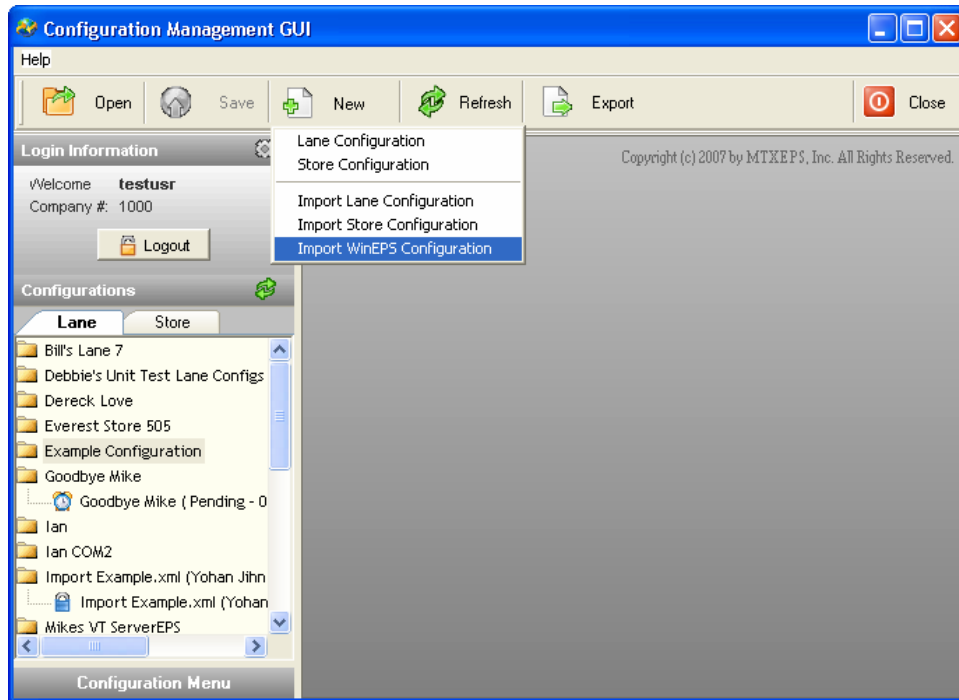 Configuration Management GUI
Help
Open Save New Refresh Export Close
Login Information
Welcome testusr
Company #: 1000
Logout
Lane Configuration
Store Configuration
Import Lane Configuration
Import Store Configuration
Import WinEPS Configuration
Copyright (c) 2007 by MTXEPS, Inc. All Rights Reserved.
Configurations
Lane Store
Bill's Lane 7
Debbie's Unit Test Lane Configs
Dereck Love
Everest Store 505
Example Configuration
Goodbye Mike
Goodbye Mike ( Pending - 0
Ian
Ian COM2
Import Example.xml (Yohan Jihn
Import Example.xml (Yohan
Mikes VT ServerEPS
Configuration Menu